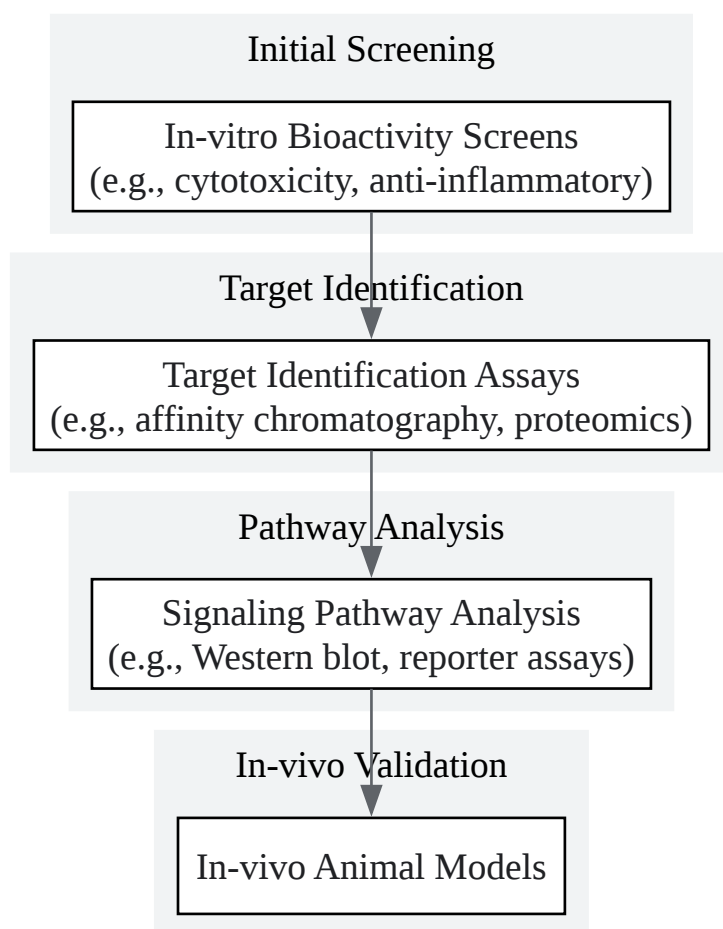 Initial Screening
In-vitro Bioactivity Screens
(e.g., cytotoxicity, anti-inflammatory)
Target Identification
Target Identification Assays
(e.g., affinity chromatography, proteomics)
Pathway Analysis
Signaling Pathway Analysis
(e.g., Western blot, reporter assays)
In-vivo Validation
In-vivo Animal Models